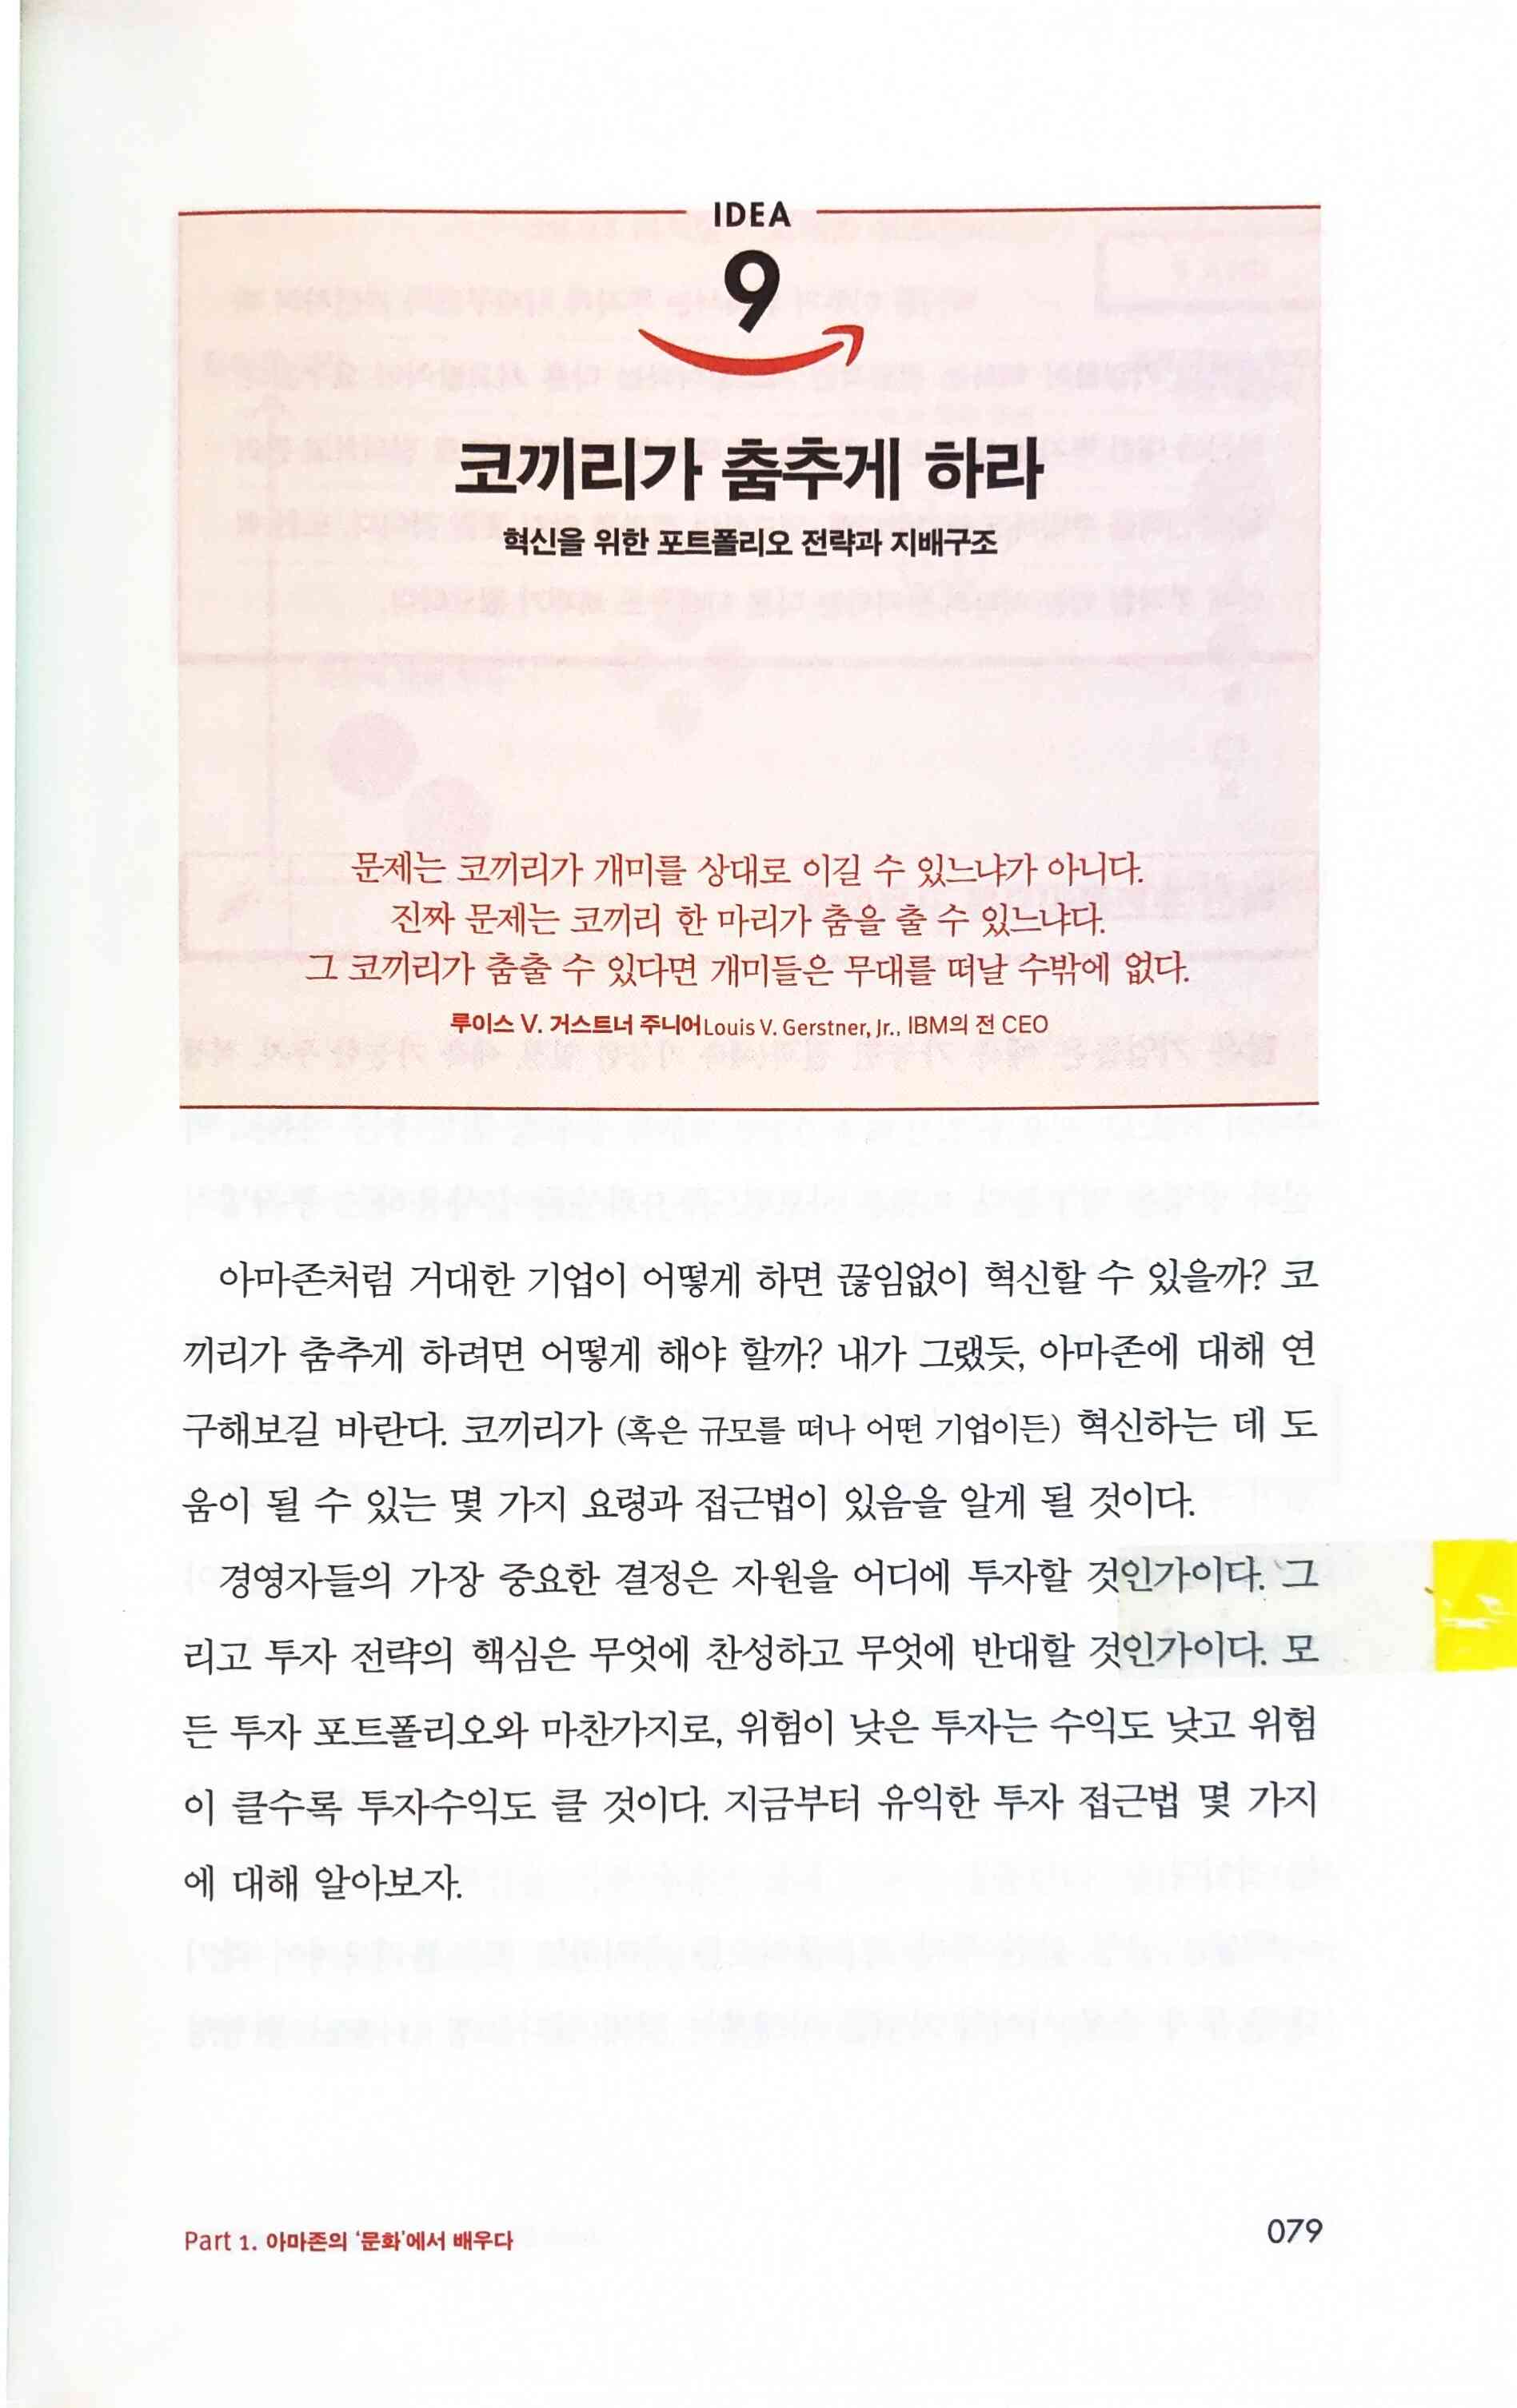 IDEA
9
코끼리가 춤추게 하라
혁신을 위한 포트폴리오 전략과 지배구조
문제는 코끼리가 개미를 상대로 이길 수 있느냐가 아니다.
진짜 문제는 코끼리 한 마리가 춤을 출 수 있느냐다.
그 코끼리가 춤출 수 있다면 개미들은 무대를 떠날 수밖에 없다.
루이스 V. 거스트너 주니어Louis V. Gerstner, Jr., IBM의 전 CEO
아마존처럼 거대한 기업이 어떻게 하면 끊임없이 혁신할 수 있을까? 코
끼리가 춤추게 하려면 어떻게 해야 할까? 내가 그랬듯, 아마존에 대해 연
구해보길 바란다. 코끼리가 (혹은 규모를 떠나 어떤 기업이든) 혁신하는 데 도
움이 될 수 있는 몇 가지 요령과 접근법이 있음을 알게 될 것이다.
경영자들의 가장 중요한 결정은 자원을 어디에 투자할 것인가이다. 그
리고 투자 전략의 핵심은 무엇에 찬성하고 무엇에 반대할 것인가이다. 모
든 투자 포트폴리오와 마찬가지로, 위험이 낮은 투자는 수익도 낮고 위험
이 클수록 투자수익도 클 것이다. 지금부터 유익한 투자 접근법 몇 가지
에 대해 알아보자.
Part 1. 아마존의 '문화'에서 배우다
079